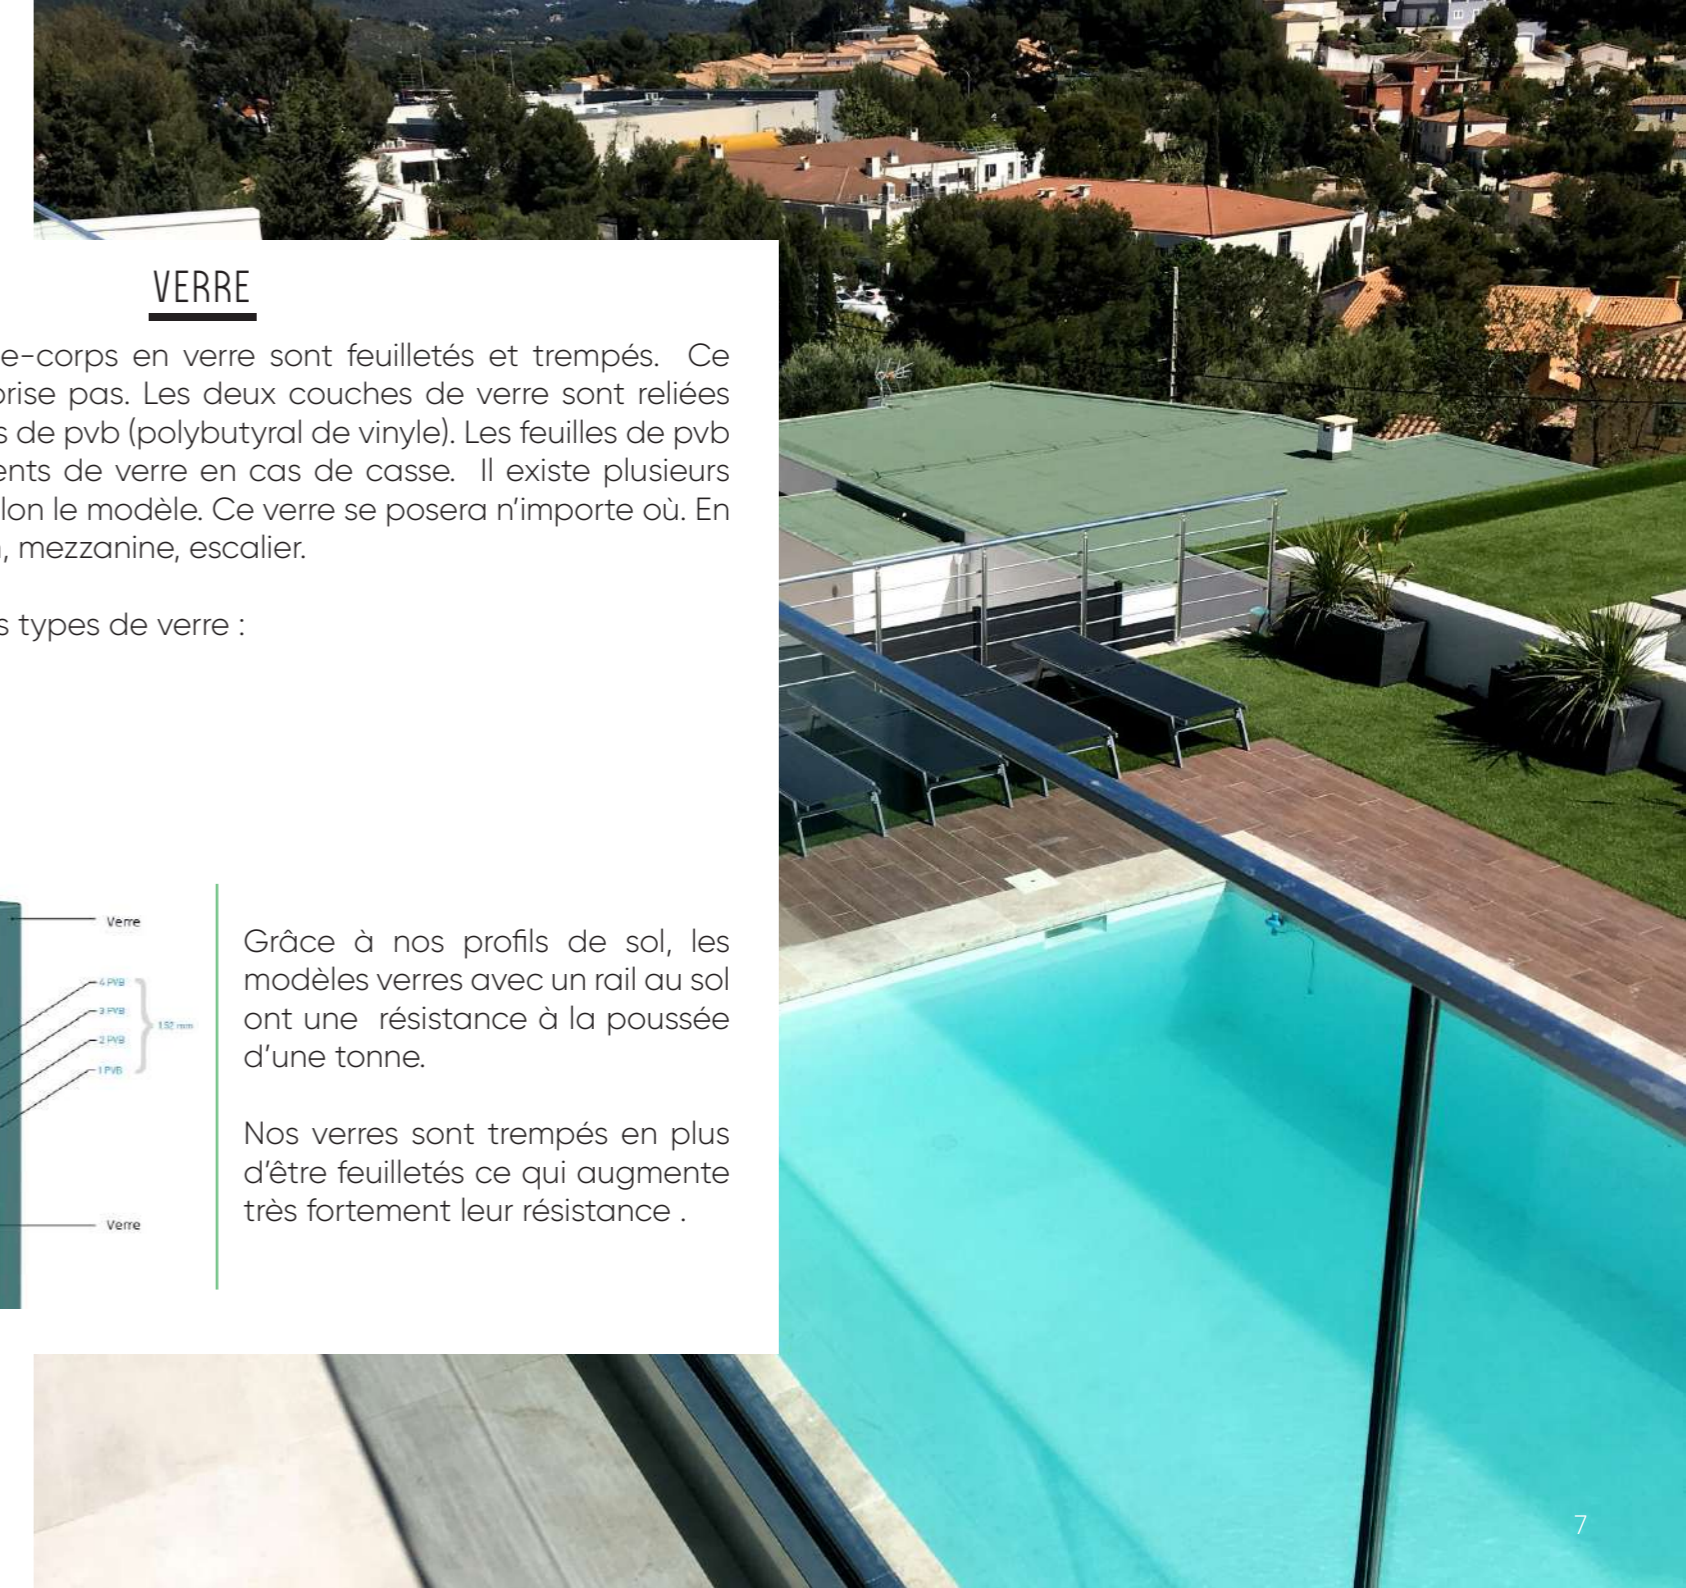 VERRE
e-corps en verre sont feuilletés et trempés. Ce
rise pas. Les deux couches de verre sont reliées
s de pvb (polybutyral de vinyle). Les feuilles de pvb
ents de verre en cas de casse. Il existe plusieurs
lon le modèle. Ce verre se posera n'importe où. En
, mezzanine, escalier.
s types de verre :
Verre
4 PVB
3 PVB
2 PVB
1 PVB
1.52 mm
Verre
Grâce à nos profils de sol, les
modèles verres avec un rail au sol
ont une résistance à la poussée
d'une tonne.
Nos verres sont trempés en plus
d'être feuilletés ce qui augmente
très fortement leur résistance .
7